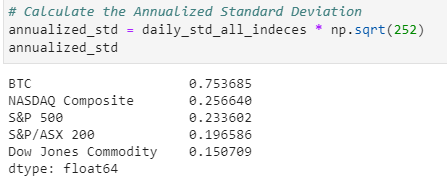 # Calculate the Annualized Standard Deviation
annualized_std = daily_std_all_indeces * np.sqrt(252)
annualized_std
BTC 0.753685
NASDAQ Composite 0.256640
S&P 500 0.233602
S&P/ASX 200 0.196586
Dow Jones Commodity 0.150709
dtype: float64